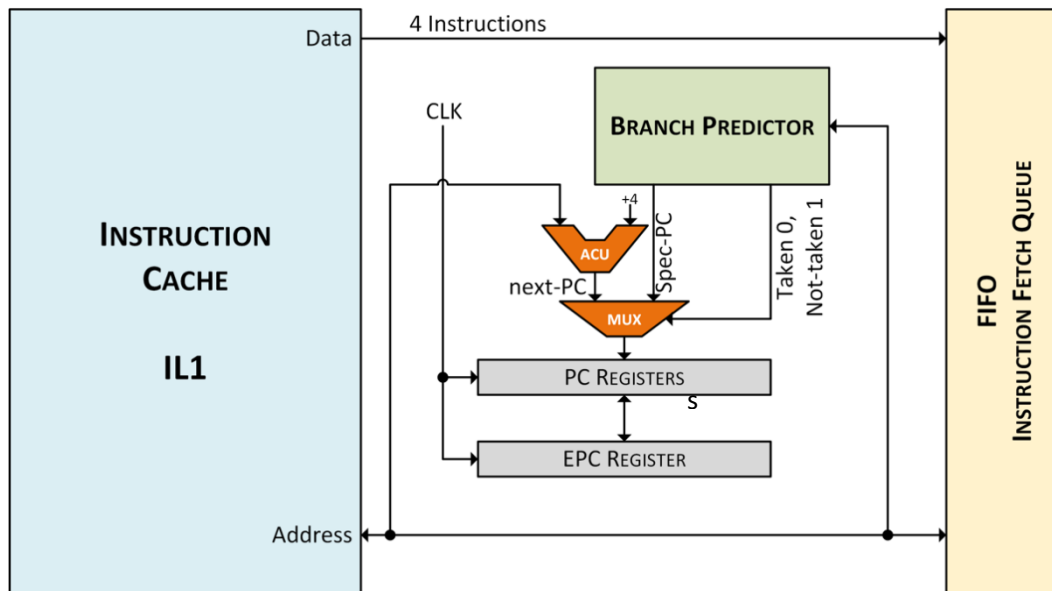 Data
4 Instructions
CLK
BRANCH PREDICTOR
+4
ACU
Spec-PC
Taken 0,
Not-taken 1
next-PC
MUX
INSTRUCTION
CACHE
IL1
PC REGISTERS
s
EPC REGISTER
Address
FIFO
INSTRUCTION FETCH QUEUE